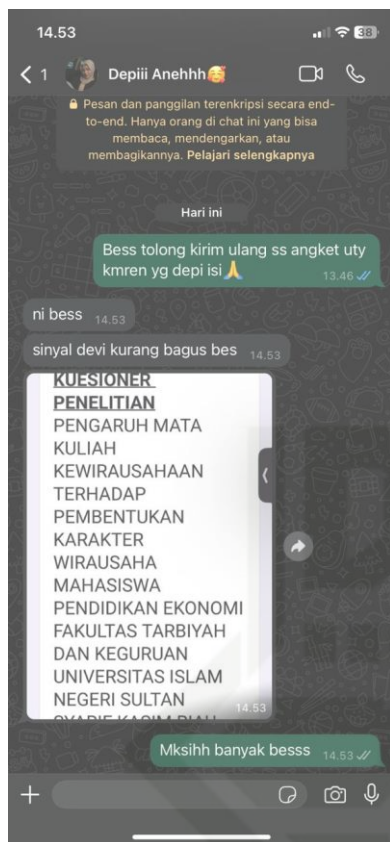 14.53
38
1
Depiii Anehhh🥰
Pesan dan panggilan terenkripsi secara end-
to-end. Hanya orang di chat ini yang bisa
membaca, mendengarkan, atau
membagikannya. Pelajari selengkapnya
Hari ini
Bess tolong kirim ulang ss angket uty
kmren yg depi isi🙏 13.46
ni bess 14.53
sinyal devi kurang bagus bes 14.53
KUESIONER
PENELITIAN
PENGARUH MATA
KULIAH
KEWIRAUSAHAAN
TERHADAP
PEMBENTUKAN
KARAKTER
WIRAUSAHA
MAHASISWA
PENDIDIKAN EKONOMI
FAKULTAS TARBIYAH
DAN KEGURUAN
UNIVERSITAS ISLAM
NEGERI SULTAN
SYARIF KASIM RIAU
14.53
Mksihh banyak besss 14.53